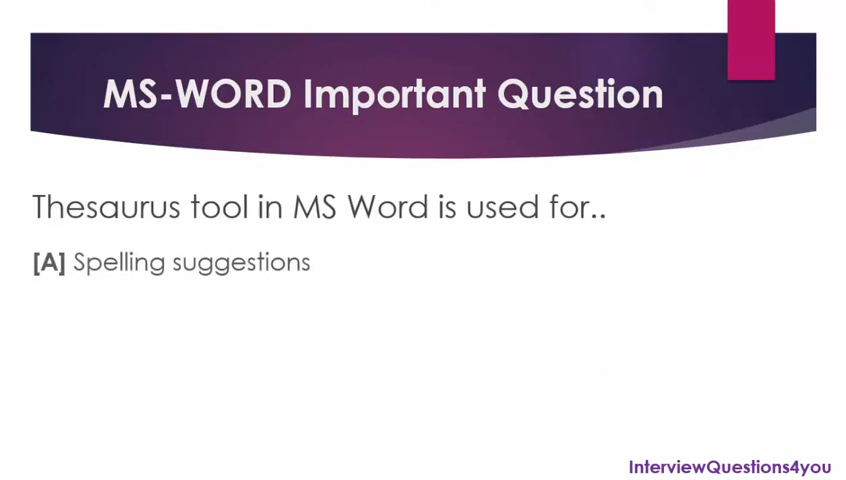 MS-WORD Important Question
Thesaurus tool in MS Word is used for..
[A] Spelling suggestions
InterviewQuestions4you